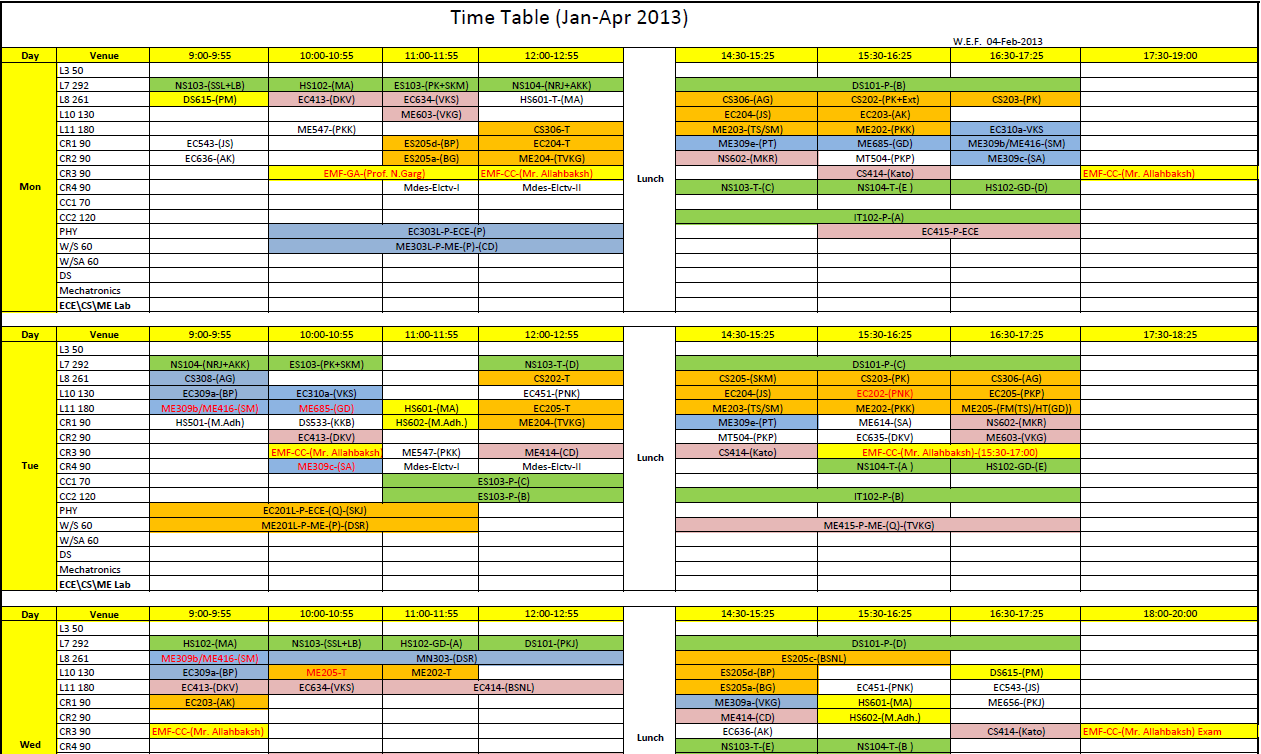 Time Table (Jan-Apr 2013)
W.E.F. 04-Feb-2013
Day Venue 9:00-9:55 10:00-10:55 11:00-11:55 12:00-12:55 Lunch 14:30-15:25 15:30-16:25 16:30-17:25 17:30-19:00
Mon
L3 50
L7 292 NS103-(SSL+LB) HS102-(MA) ES103-(PK+SKM) NS104-(NRJ+AKK) DS101-P-(B)
L8 261 DS615-(PM) EC413-(DKV) EC634-(VKS) HS601-T-(MA) CS306-(AG) CS202-(PK+Ext) CS203-(PK)
L10 130 ME603-(VKG) EC204-(JS) EC203-(AK)
L11 180 ME547-(PKK) CS306-T ME203-(TS/SM) ME202-(PKK) EC310a-VKS
CR1 90 EC543-(JS) ES205d-(BP) EC204-T ME309e-(PT) ME685-(GD) ME309b/ME416-(SM)
CR2 90 EC636-(AK) ES205a-(BG) ME204-(TVKG) NS602-(MKR) MT504-(PKP) ME309c-(SA)
CR3 90 EMF-GA-(Prof. N.Garg) EMF-CC-(Mr. Allahbaksh) CS414-(Kato) EMF-CC-(Mr. Allahbaksh)
CR4 90 Mdes-Elctv-I Mdes-Elctv-II NS103-T-(C) NS104-T-(E ) HS102-GD-(D)
CC1 70
CC2 120 IT102-P-(A)
PHY EC303L-P-ECE-(P) EC415-P-ECE
W/S 60 ME303L-P-ME-(P)-(CD)
W/SA 60
DS
Mechatronics
ECE\CS\ME Lab
Day Venue 9:00-9:55 10:00-10:55 11:00-11:55 12:00-12:55 Lunch 14:30-15:25 15:30-16:25 16:30-17:25 17:30-18:25
Tue
L3 50
L7 292 NS104-(NRJ+AKK) ES103-(PK+SKM) NS103-T-(D) DS101-P-(C)
L8 261 CS308-(AG) CS202-T CS205-(SKM) CS203-(PK) CS306-(AG)
L10 130 EC309a-(BP) EC310a-(VKS) EC451-(PNK) EC204-(JS) EC202-(PNK) EC205-(PKP)
L11 180 ME309b/ME416-(SM) ME685-(GD) HS601-(MA) EC205-T ME203-(TS/SM) ME202-(PKK) ME205-(FM(TS)/HT(GD))
CR1 90 HS501-(M.Adh) DS533-(KKB) HS602-(M.Adh.) ME204-(TVKG) ME309e-(PT) ME614-(SA) NS602-(MKR)
CR2 90 EC413-(DKV) MT504-(PKP) EC635-(DKV) ME603-(VKG)
CR3 90 EMF-CC-(Mr. Allahbaksh ME547-(PKK) ME414-(CD) CS414-(Kato) EMF-CC-(Mr. Allahbaksh)-(15:30-17:00)
CR4 90 ME309c-(SA) Mdes-Elctv-I Mdes-Elctv-II NS104-T-(A ) HS102-GD-(E)
CC1 70 ES103-P-(C)
CC2 120 ES103-P-(B) IT102-P-(B)
PHY EC201L-P-ECE-(Q)-(SKJ)
W/S 60 ME201L-P-ME-(P)-(DSR) ME415-P-ME-(Q)-(TVKG)
W/SA 60
DS
Mechatronics
ECE\CS\ME Lab
Day Venue 9:00-9:55 10:00-10:55 11:00-11:55 12:00-12:55 Lunch 14:30-15:25 15:30-16:25 16:30-17:25 18:00-20:00
Wed
L3 50
L7 292 HS102-(MA) NS103-(SSL+LB) HS102-GD-(A) DS101-(PKJ) DS101-P-(D)
L8 261 ME309b/ME416-(SM) MN303-(DSR) ES205c-(BSNL)
L10 130 EC309a-(BP) ME205-T ME202-T ES205d-(BP) DS615-(PM)
L11 180 EC413-(DKV) EC634-(VKS) EC414-(BSNL) ES205a-(BG) EC451-(PNK) EC543-(JS)
CR1 90 EC203-(AK) ME309a-(VKG) HS601-(MA) ME656-(PKJ)
CR2 90 ME414-(CD) HS602-(M.Adh.)
CR3 90 EMF-CC-(Mr. Allahbaksh) EC636-(AK) CS414-(Kato) EMF-CC-(Mr. Allahbaksh) Exam
CR4 90 NS103-T-(E) NS104-T-(B )